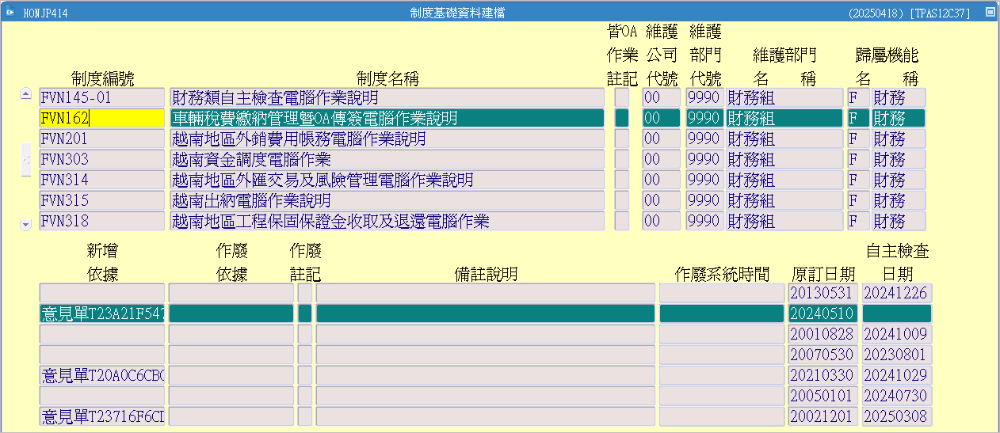 HONJP414 制度基礎資料建檔 (20250418) [TPAS12C37]
皆OA 維護 維護
作業 公司 部門 維護部門 歸屬機能
制度編號 制度名稱 註記 代號 代號 名 稱 名 稱
FVN145-01 財務類自主檢查電腦作業說明 00 9990 財務組 F 財務
FVN162 車輛稅費繳納管理暨OA傳簽電腦作業說明 00 9990 財務組 F 財務
FVN201 越南地區外銷費用帳務電腦作業說明 00 9990 財務組 F 財務
FVN303 越南資金調度電腦作業 00 9990 財務組 F 財務
FVN314 越南地區外匯交易及風險管理電腦作業說明 00 9990 財務組 F 財務
FVN315 越南出納電腦作業說明 00 9990 財務組 F 財務
FVN318 越南地區工程保固保證金收取及退還電腦作業 00 9990 財務組 F 財務
新增 作廢 作廢 自主檢查
依據 依據 註記 備註說明 作廢系統時間 原訂日期 日期
20130531 20241226
意見單T23A21F547 20240510
20010828 20241009
20070530 20230801
意見單T20A0C6CB 20210330 20241029
20050101 20240730
意見單T23716F6C 20021201 20250308